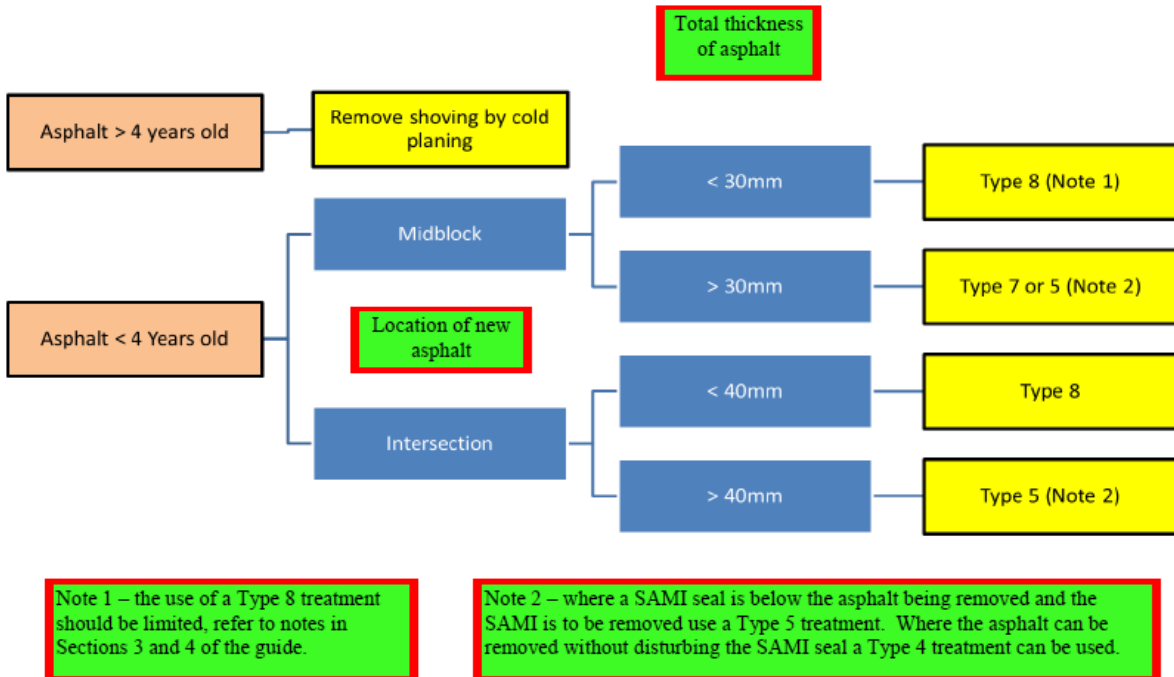 Total thickness
of asphalt
Asphalt > 4 years old
Remove shoving by cold
planing
< 30mm
Type 8 (Note 1)
Midblock
> 30mm
Type 7 or 5 (Note 2)
Asphalt < 4 Years old
Location of new
asphalt
< 40mm
Type 8
Intersection
> 40mm
Type 5 (Note 2)
Note 1 – the use of a Type 8 treatment
should be limited, refer to notes in
Sections 3 and 4 of the guide.
Note 2 – where a SAMI seal is below the asphalt being removed and the
SAMI is to be removed use a Type 5 treatment.  Where the asphalt can be
removed without disturbing the SAMI seal a Type 4 treatment can be used.